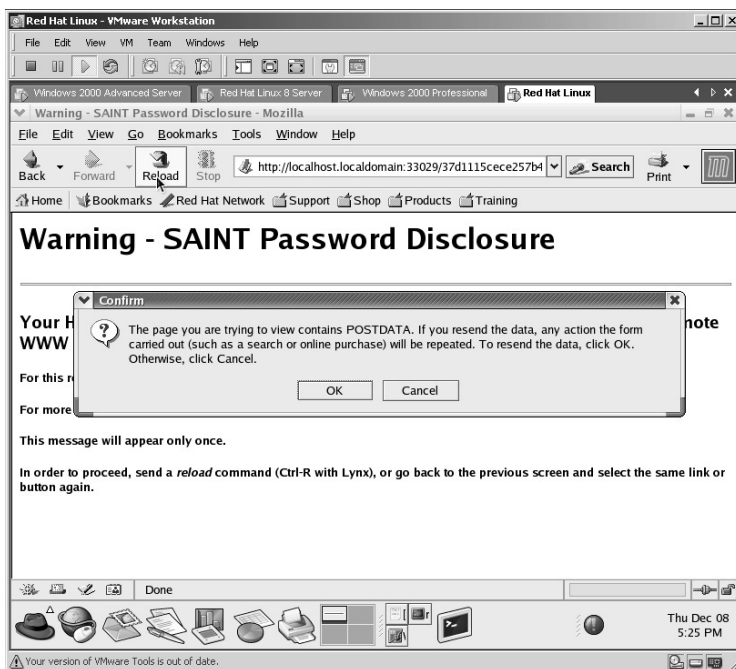 Red Hat Linux - VMware Workstation
File Edit View VM Team Windows Help
Windows 2000 Advanced Server Red Hat Linux 8 Server Windows 2000 Professional Red Hat Linux
Warning - SAINT Password Disclosure - Mozilla
File Edit View Go Bookmarks Tools Window Help
Back Forward Reload Stop http://localhost.localdomain:33029/37d1115cece257b4 Search Print
Home Bookmarks Red Hat Network Support Shop Products Training
Warning - SAINT Password Disclosure
Confirm
Your H
mote
WWW
The page you are trying to view contains POSTDATA. If you resend the data, any action the form
carried out (such as a search or online purchase) will be repeated. To resend the data, click OK.
Otherwise, click Cancel.
For this r
OK Cancel
For more
This message will appear only once.
In order to proceed, send a reload command (Ctrl-R with Lynx), or go back to the previous screen and select the same link or
button again.
Done
Thu Dec 08
5:25 PM
Your version of VMware Tools is out of date.